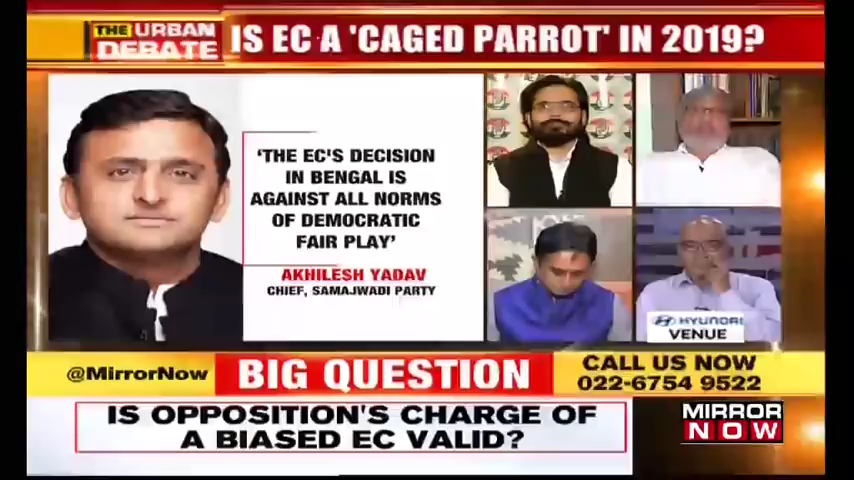 THE URBAN
DEBATE
IS EC A 'CAGED PARROT' IN 2019?
'THE EC'S DECISION
IN BENGAL IS
AGAINST ALL NORMS
OF DEMOCRATIC
FAIR PLAY'
AKHILESH YADAV
CHIEF, SAMAJWADI PARTY
HYUNDAI
VENUE
@MirrorNow
BIG QUESTION
CALL US NOW
022-6754 9522
IS OPPOSITION'S CHARGE OF
A BIASED EC VALID?
MIRROR
NOW